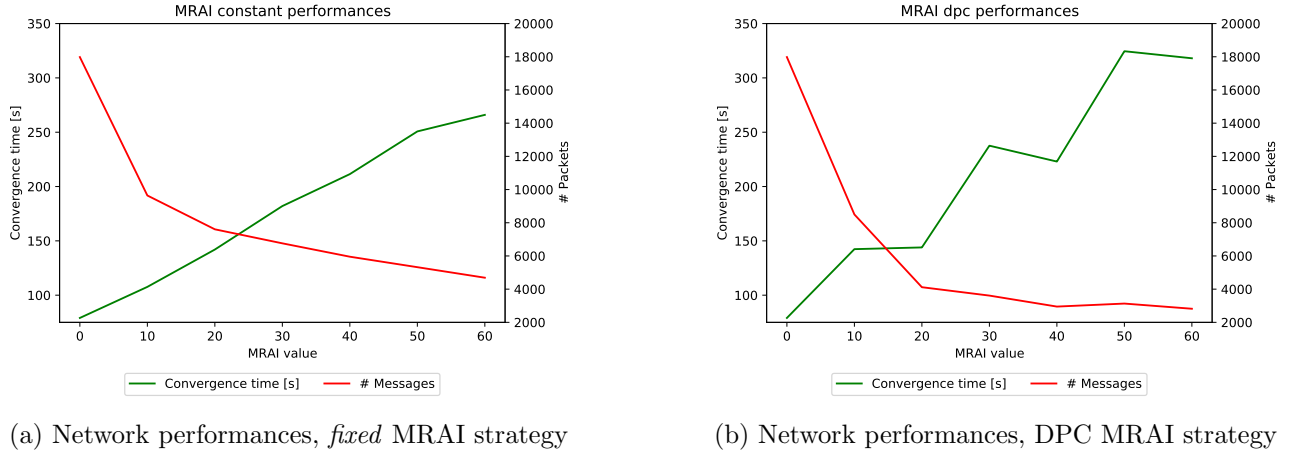 MRAI constant performances
350
300
250
200
150
100
Convergence time [s]
20000
18000
16000
14000
12000
10000
8000
6000
4000
2000
# Packets
0 10 20 30 40 50 60
MRAI value
Convergence time [s] # Messages
(a) Network performances, fixed MRAI strategy
MRAI dpc performances
350
300
250
200
150
100
Convergence time [s]
20000
18000
16000
14000
12000
10000
8000
6000
4000
2000
# Packets
0 10 20 30 40 50 60
MRAI value
Convergence time [s] # Messages
(b) Network performances, DPC MRAI strategy